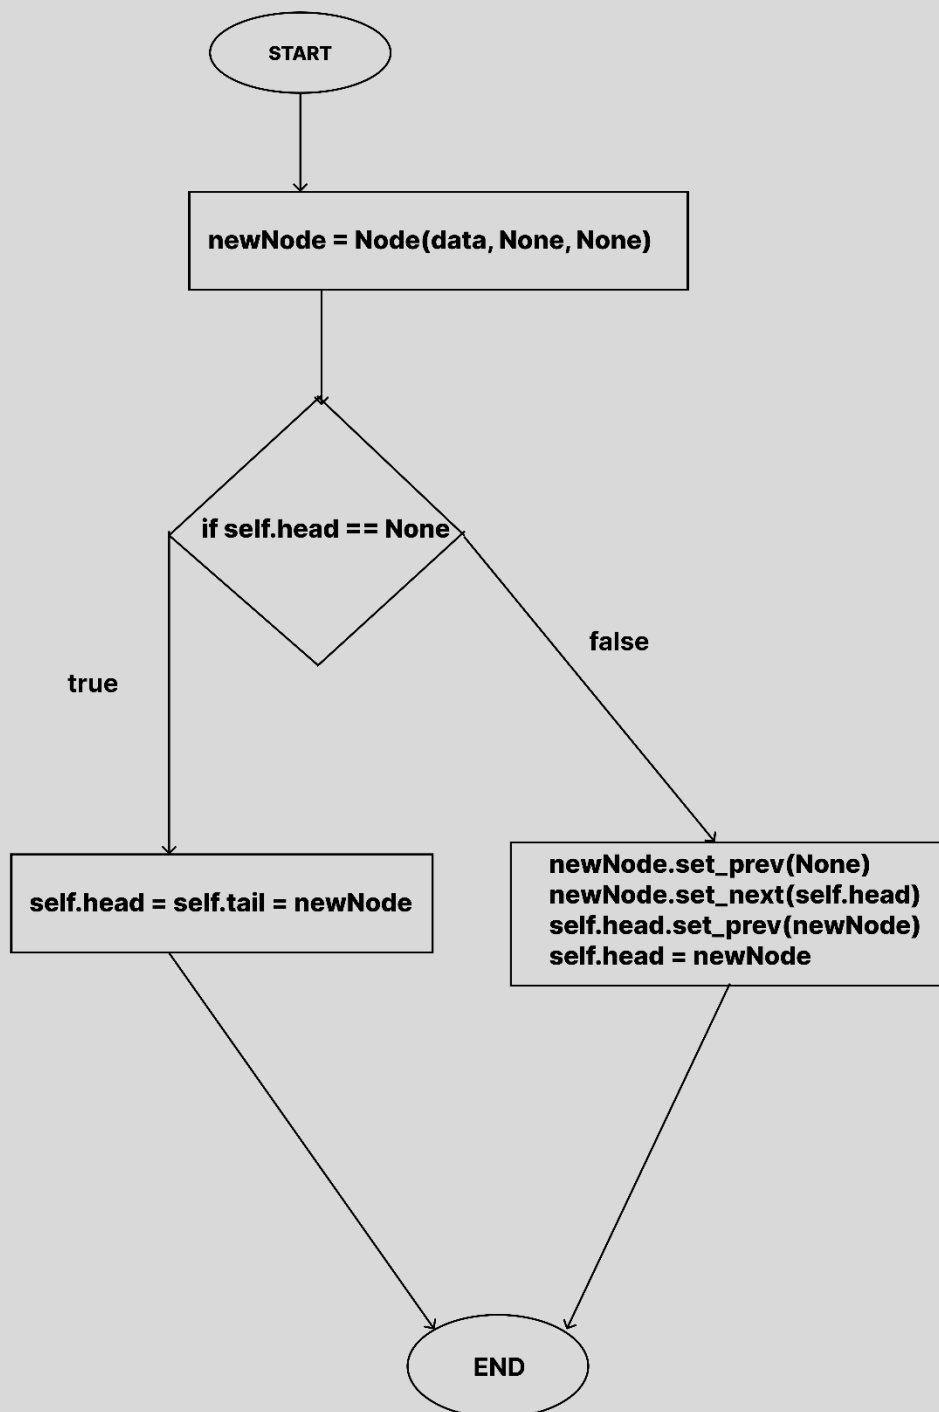 START
newNode = Node(data, None, None)
if self.head == None
false
true
self.head = self.tail = newNode
newNode.set_prev(None)
newNode.set_next(self.head)
self.head.set_prev(newNode)
self.head = newNode
END